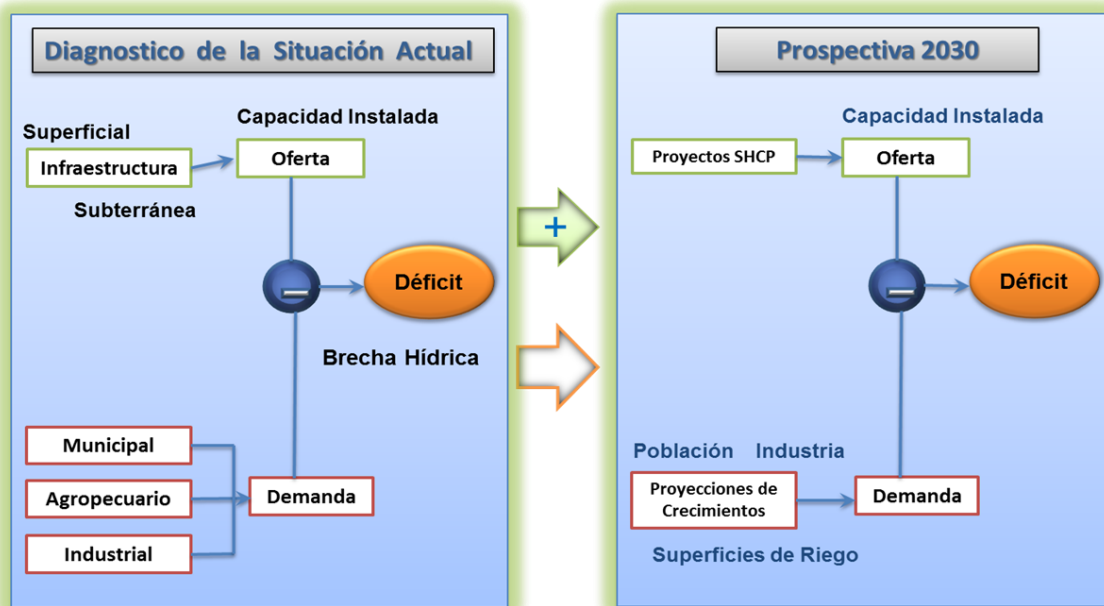 Diagnostico de la Situación Actual
Capacidad Instalada
Superficial
Infraestructura
Oferta
Subterránea
Déficit
Brecha Hídrica
Municipal
Agropecuario
Demanda
Industrial
+
Prospectiva 2030
Capacidad Instalada
Proyectos SHCP
Oferta
Déficit
Población Industria
Proyecciones de
Crecimientos
Demanda
Superficies de Riego